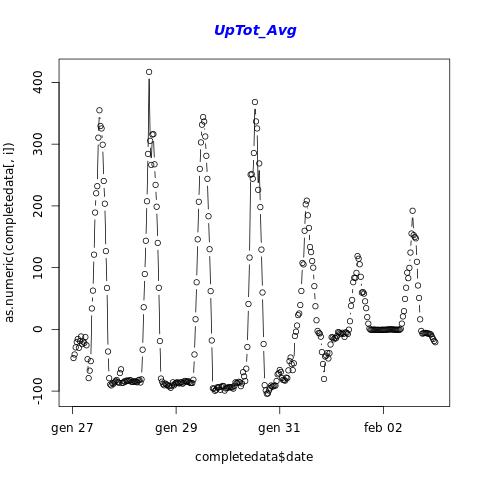 UpTot_Avg
as.numeric(completedata[, i])
400
300
200
100
0
-100
gen 27
gen 29
gen 31
feb 02
completedata$date